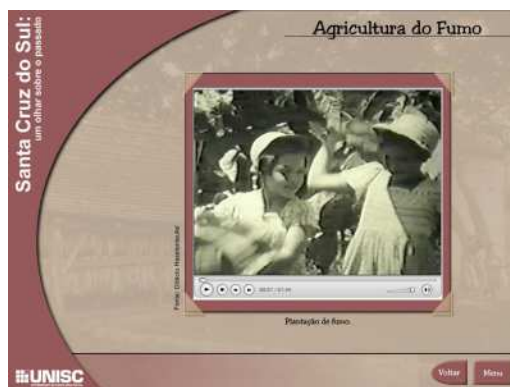 Santa Cruz do Sul:
um olhar sobre o passado
Agricultura do Fumo
Plantação de fumo.
UNISC
Voltar
Menu